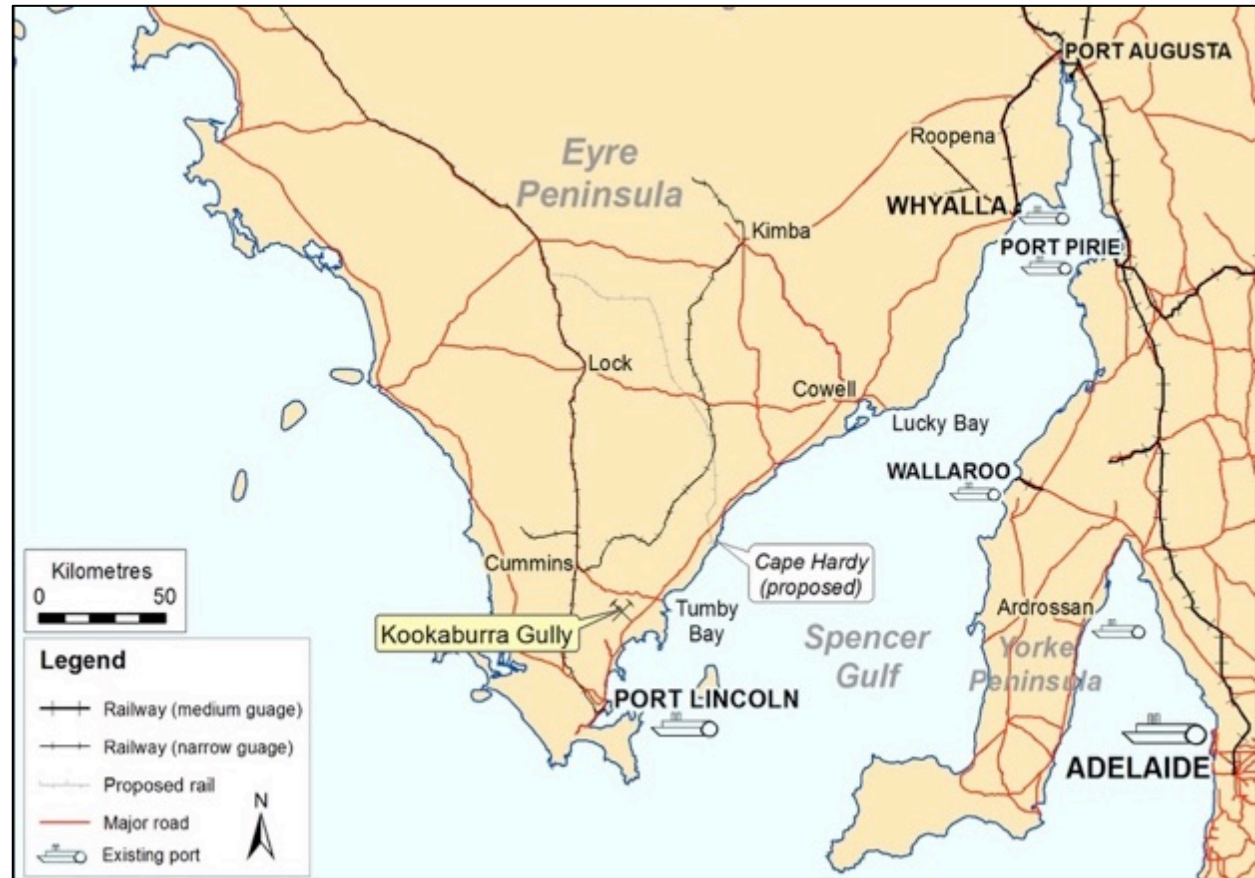 PORT AUGUSTA
Roopena
Eyre
Peninsula
WHYALLA
Kimba
PORT PIRIE
Lock
Cowell
Lucky Bay
WALLAROO
Kilometres
0 50
Cummins
Cape Hardy
(proposed)
Tumby
Bay
Ardrossan
Kookaburra Gully
Spencer
Gulf
Yorke
Peninsula
Legend
Railway (medium guage)
Railway (narrow guage)
Proposed rail
Major road
Existing port
N
PORT LINCOLN
ADELAIDE